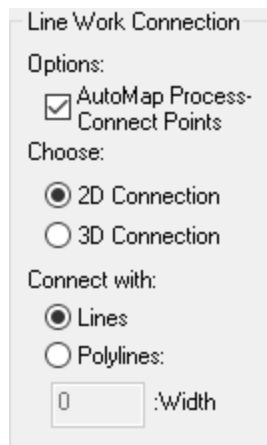 Line Work Connection
Options:
AutoMap Process-
Connect Points
Choose:
2D Connection
3D Connection
Connect with:
Lines
Polylines:
0 :Width